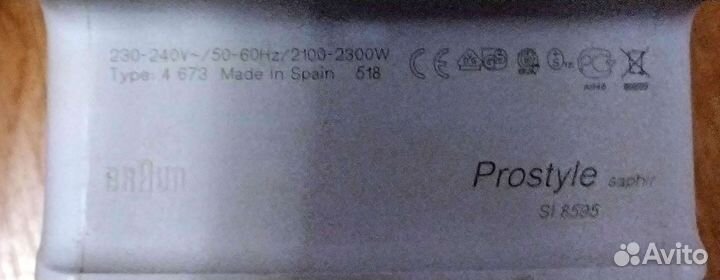 230-240V~/50-60Hz/2100-2300W
Type: 4 673 Made in Spain 518
CE
BRAUN
Prostyle saphir
SI 8595
Avito